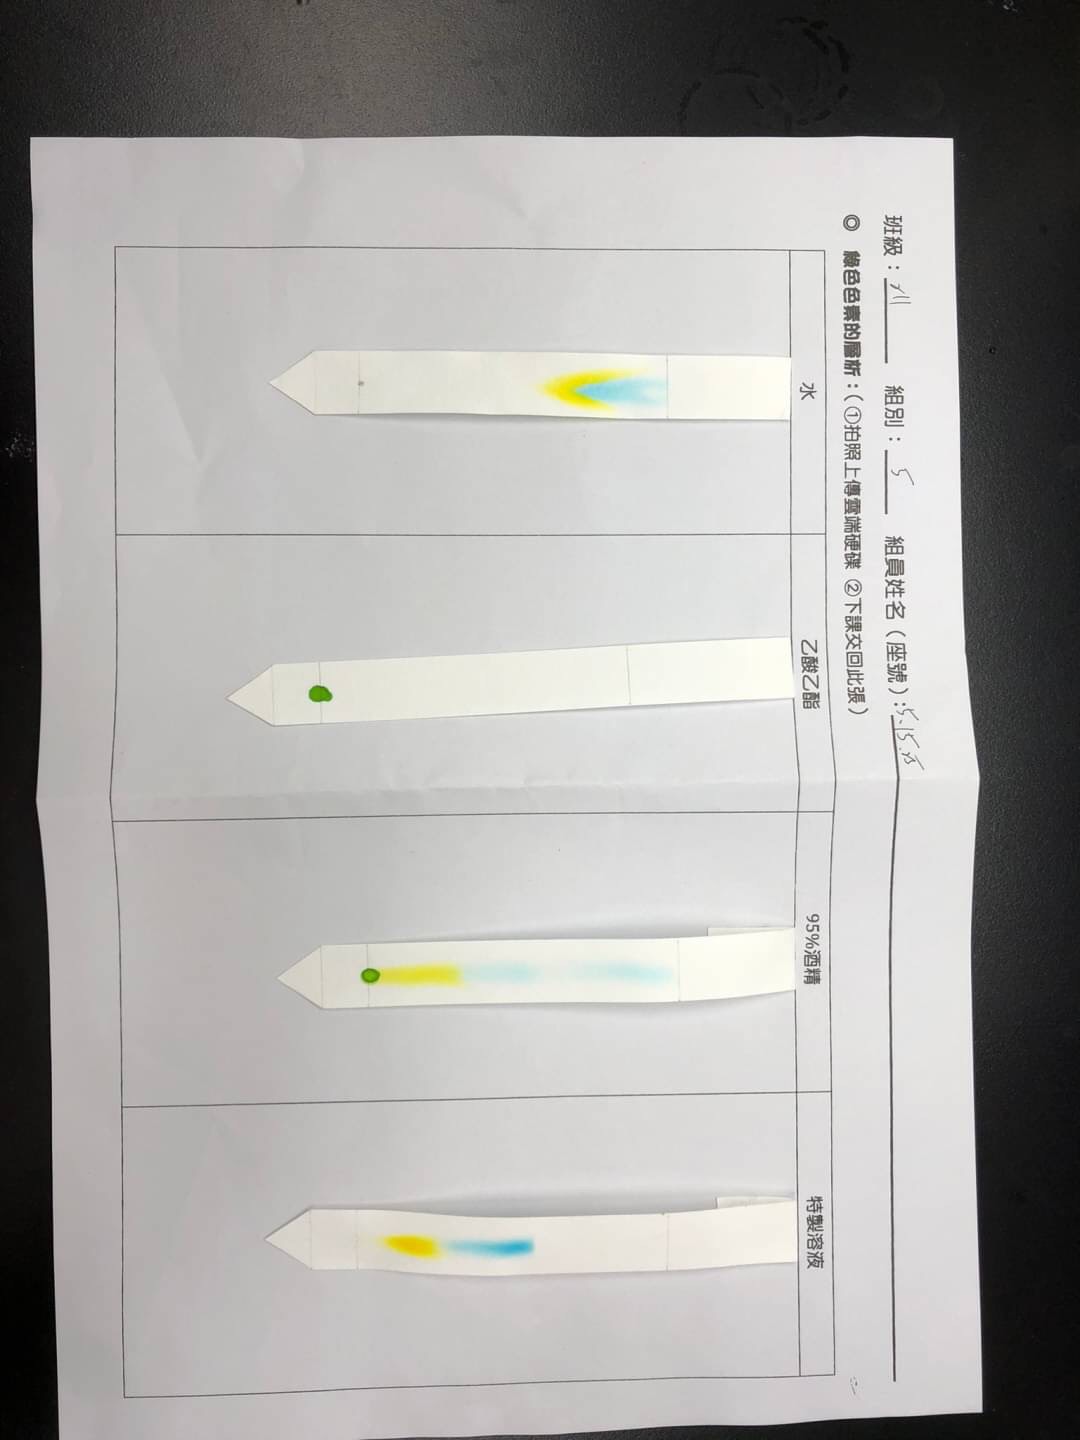 班級： 組別：5 組員姓名（座號）：5.15.
◎ 綠色色素的層析：(①拍照上傳雲端硬碟 ②下課交回此張)
水 乙酸乙酯 95%酒精 特製溶液